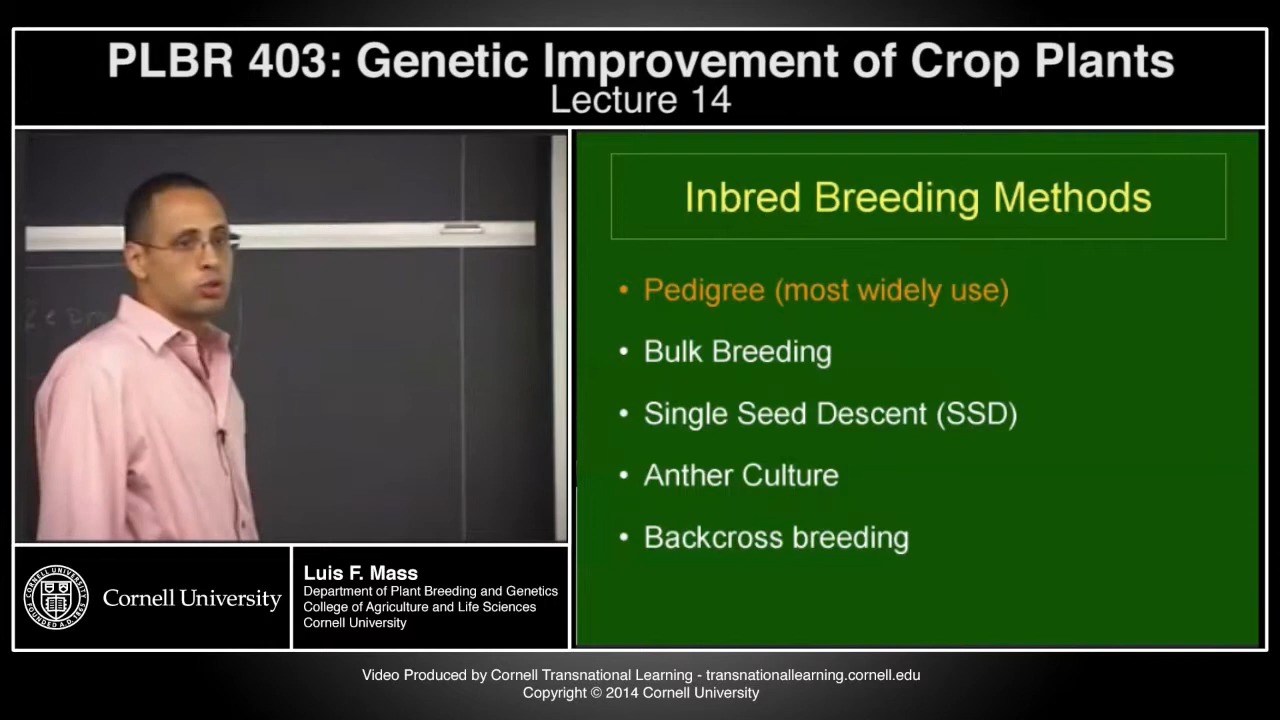 PLBR 403: Genetic Improvement of Crop Plants
Lecture 14
Inbred Breeding Methods
• Pedigree (most widely use)
• Bulk Breeding
• Single Seed Descent (SSD)
• Anther Culture
• Backcross breeding
Cornell University
Luis F. Mass
Department of Plant Breeding and Genetics
College of Agriculture and Life Sciences
Cornell University
Video Produced by Cornell Transnational Learning - transnationallearning.cornell.edu
Copyright © 2014 Cornell University